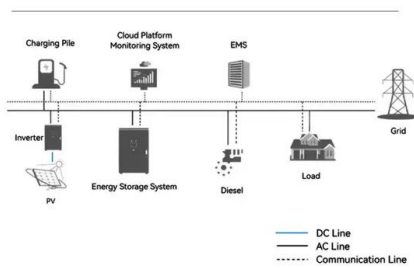 Charging Pile
Cloud Platform
Monitoring System
EMS
Inverter
Grid
PV
Energy Storage System
Diesel
Load
DC Line
AC Line
Communication Line